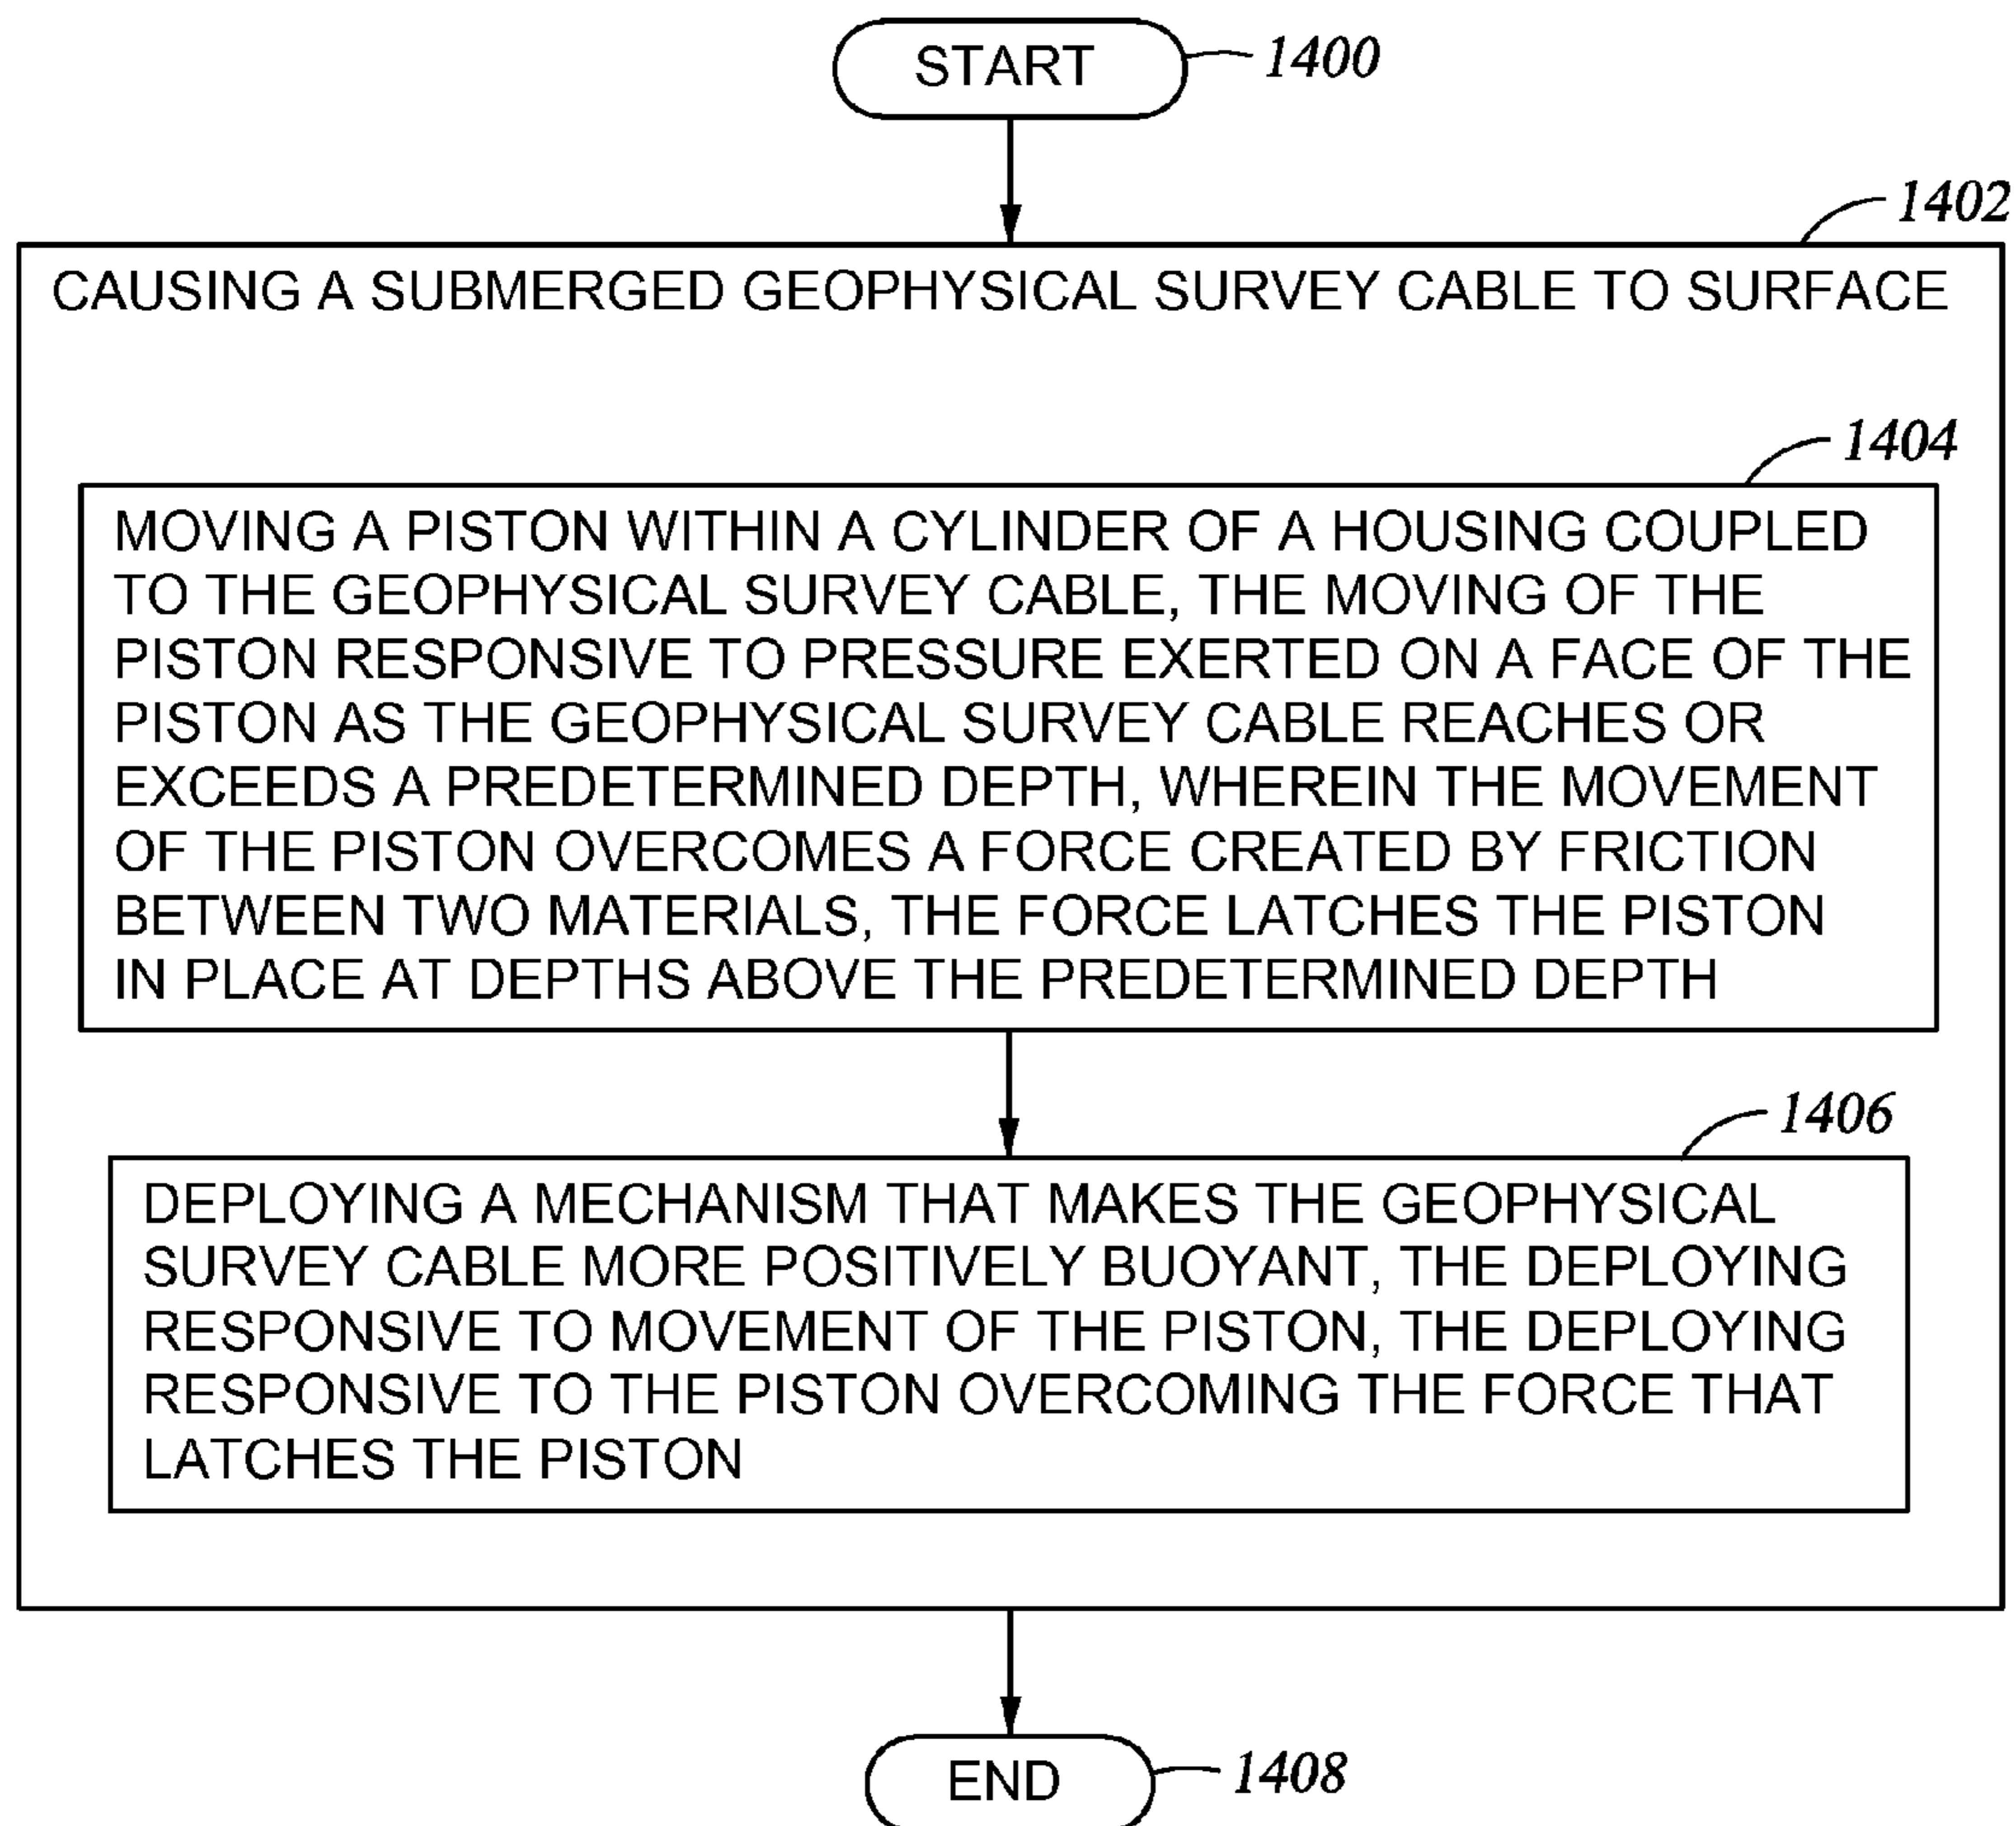 START
1400
1402
CAUSING A SUBMERGED GEOPHYSICAL SURVEY CABLE TO SURFACE
1404
MOVING A PISTON WITHIN A CYLINDER OF A HOUSING COUPLED
TO THE GEOPHYSICAL SURVEY CABLE, THE MOVING OF THE
PISTON RESPONSIVE TO PRESSURE EXERTED ON A FACE OF THE
PISTON AS THE GEOPHYSICAL SURVEY CABLE REACHES OR
EXCEEDS A PREDETERMINED DEPTH, WHEREIN THE MOVEMENT
OF THE PISTON OVERCOMES A FORCE CREATED BY FRICTION
BETWEEN TWO MATERIALS, THE FORCE LATCHES THE PISTON
IN PLACE AT DEPTHS ABOVE THE PREDETERMINED DEPTH
1406
DEPLOYING A MECHANISM THAT MAKES THE GEOPHYSICAL
SURVEY CABLE MORE POSITIVELY BUOYANT, THE DEPLOYING
RESPONSIVE TO MOVEMENT OF THE PISTON, THE DEPLOYING
RESPONSIVE TO THE PISTON OVERCOMING THE FORCE THAT
LATCHES THE PISTON
END
1408